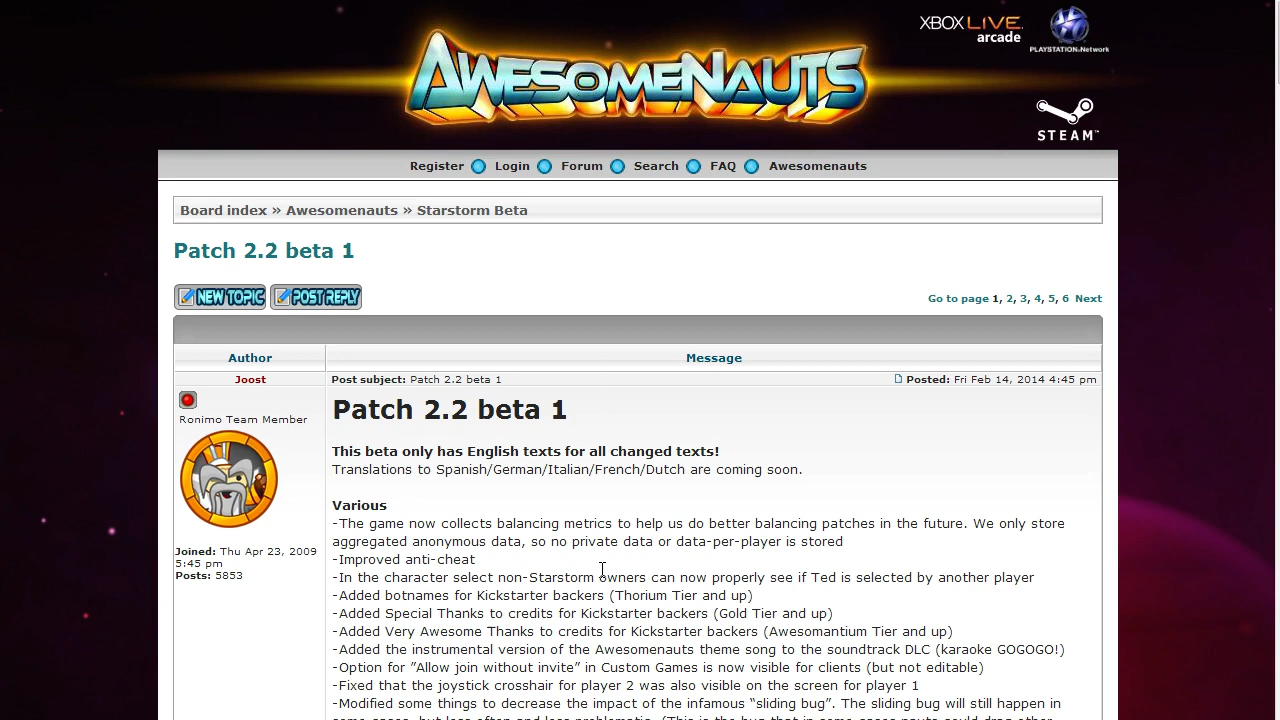 XBOX LIVE arcade
PLAYSTATION®Network
AWESOMENAUTS
STEAM™
Register Login Forum Search FAQ Awesomenauts
Board index » Awesomenauts » Starstorm Beta
Patch 2.2 beta 1
NEW TOPIC POST REPLY Go to page 1, 2, 3, 4, 5, 6 Next
Author Message
Joost Post subject: Patch 2.2 beta 1 Posted: Fri Feb 14, 2014 4:45 pm
Ronimo Team Member
Joined: Thu Apr 23, 2009
5:45 pm
Posts: 5853
Patch 2.2 beta 1
This beta only has English texts for all changed texts!
Translations to Spanish/German/Italian/French/Dutch are coming soon.
Various
-The game now collects balancing metrics to help us do better balancing patches in the future. We only store
aggregated anonymous data, so no private data or data-per-player is stored
-Improved anti-cheat
-In the character select non-Starstorm owners can now properly see if Ted is selected by another player
-Added botnames for Kickstarter backers (Thorium Tier and up)
-Added Special Thanks to credits for Kickstarter backers (Gold Tier and up)
-Added Very Awesome Thanks to credits for Kickstarter backers (Awesomantium Tier and up)
-Added the instrumental version of the Awesomenauts theme song to the soundtrack DLC (karaoke GOGOGO!)
-Option for ”Allow join without invite” in Custom Games is now visible for clients (but not editable)
-Fixed that the joystick crosshair for player 2 was also visible on the screen for player 1
-Modified some things to decrease the impact of the infamous “sliding bug”. The sliding bug will still happen in